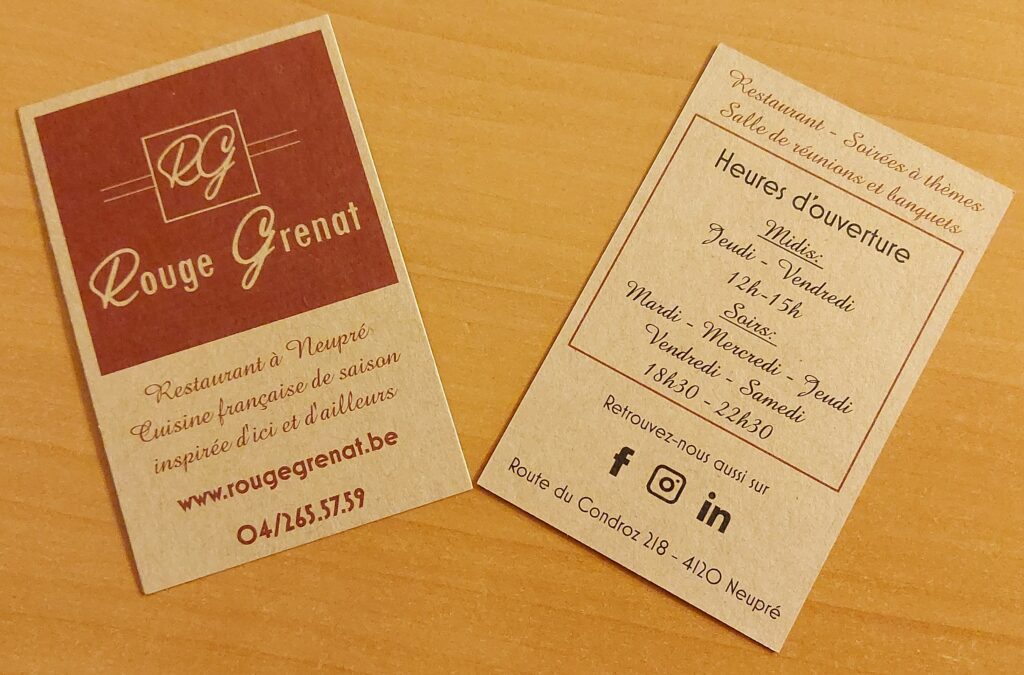 RG
Rouge Grenat
Restaurant à Neupré
Cuisine française de saison
inspirée d'ici et d'ailleurs
www.rougegrenat.be
04/265.57.59
Restaurant - Soirées à thèmes
Salle de réunions et banquets
Heures d'ouverture
Midis:
Jeudi - Vendredi
12h-15h
Soirs:
Mardi - Mercredi - Jeudi
Vendredi - Samedi
18h30 - 22h30
Retrouvez-nous aussi sur
f in
Route du Condroz 218 - 4120 Neupré